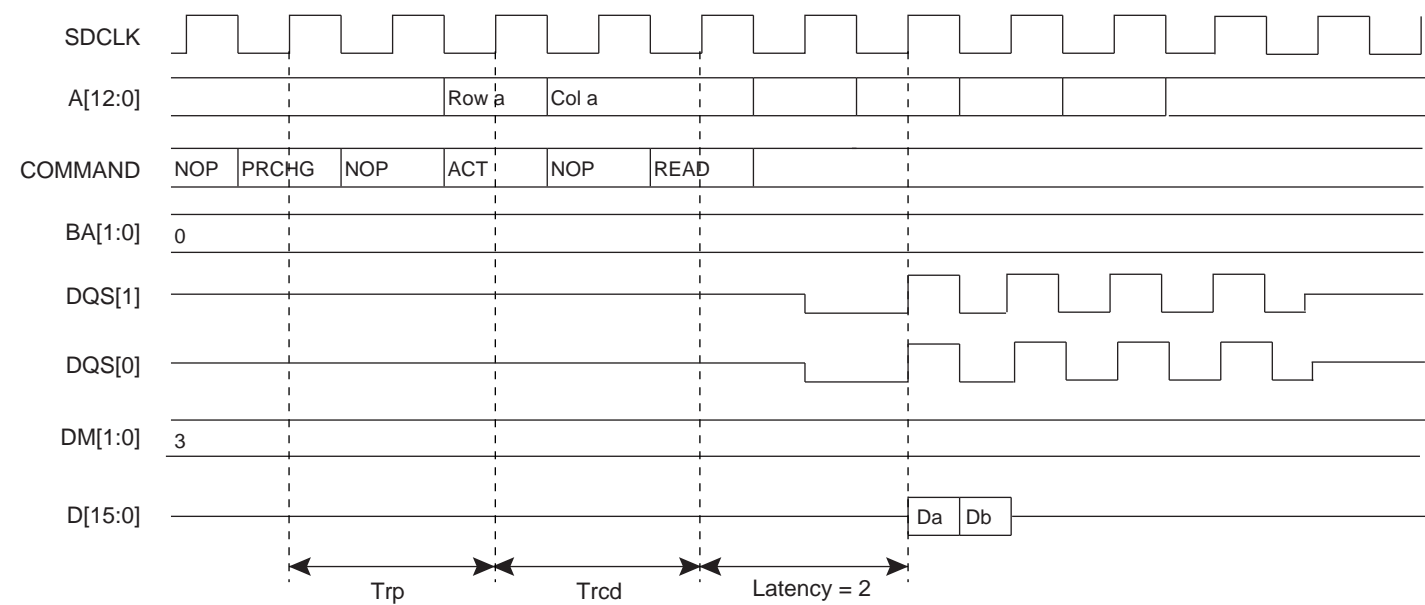 SDCLK
A[12:0] Row a Col a
COMMAND NOP PRCHG NOP ACT NOP READ
BA[1:0] 0
DQS[1]
DQS[0]
DM[1:0] 3
D[15:0] Da Db
Trp Trcd Latency = 2